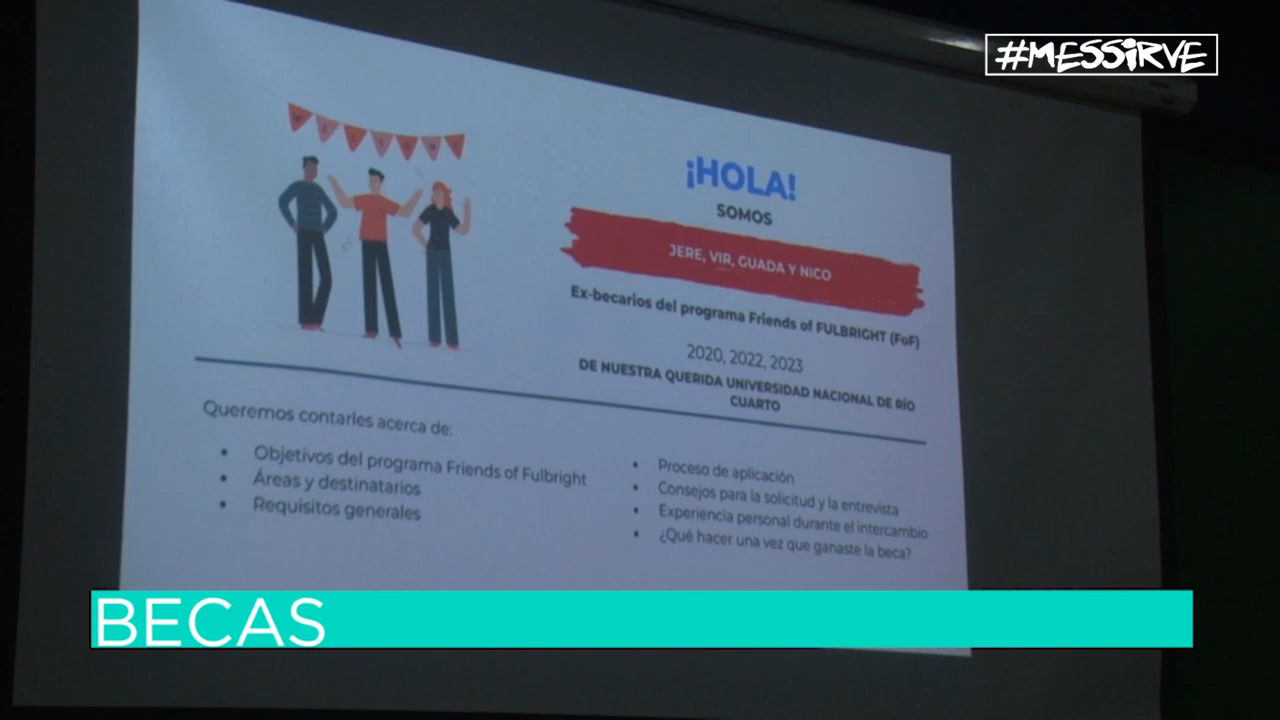 #MESSiRVE
¡HOLA!
SOMOS
JERE, VIR, GUADA Y NICO
Ex-becarios del programa Friends of FULBRIGHT (FoF)
2020, 2022, 2023
DE NUESTRA QUERIDA UNIVERSIDAD NACIONAL DE RÍO
CUARTO
Queremos contarles acerca de:
• Objetivos del programa Friends of Fulbright
• Áreas y destinatarios
• Requisitos generales
• Proceso de aplicación
• Consejos para la solicitud y la entrevista
• Experiencia personal durante el intercambio
• ¿Qué hacer una vez que ganaste la beca?
BECAS